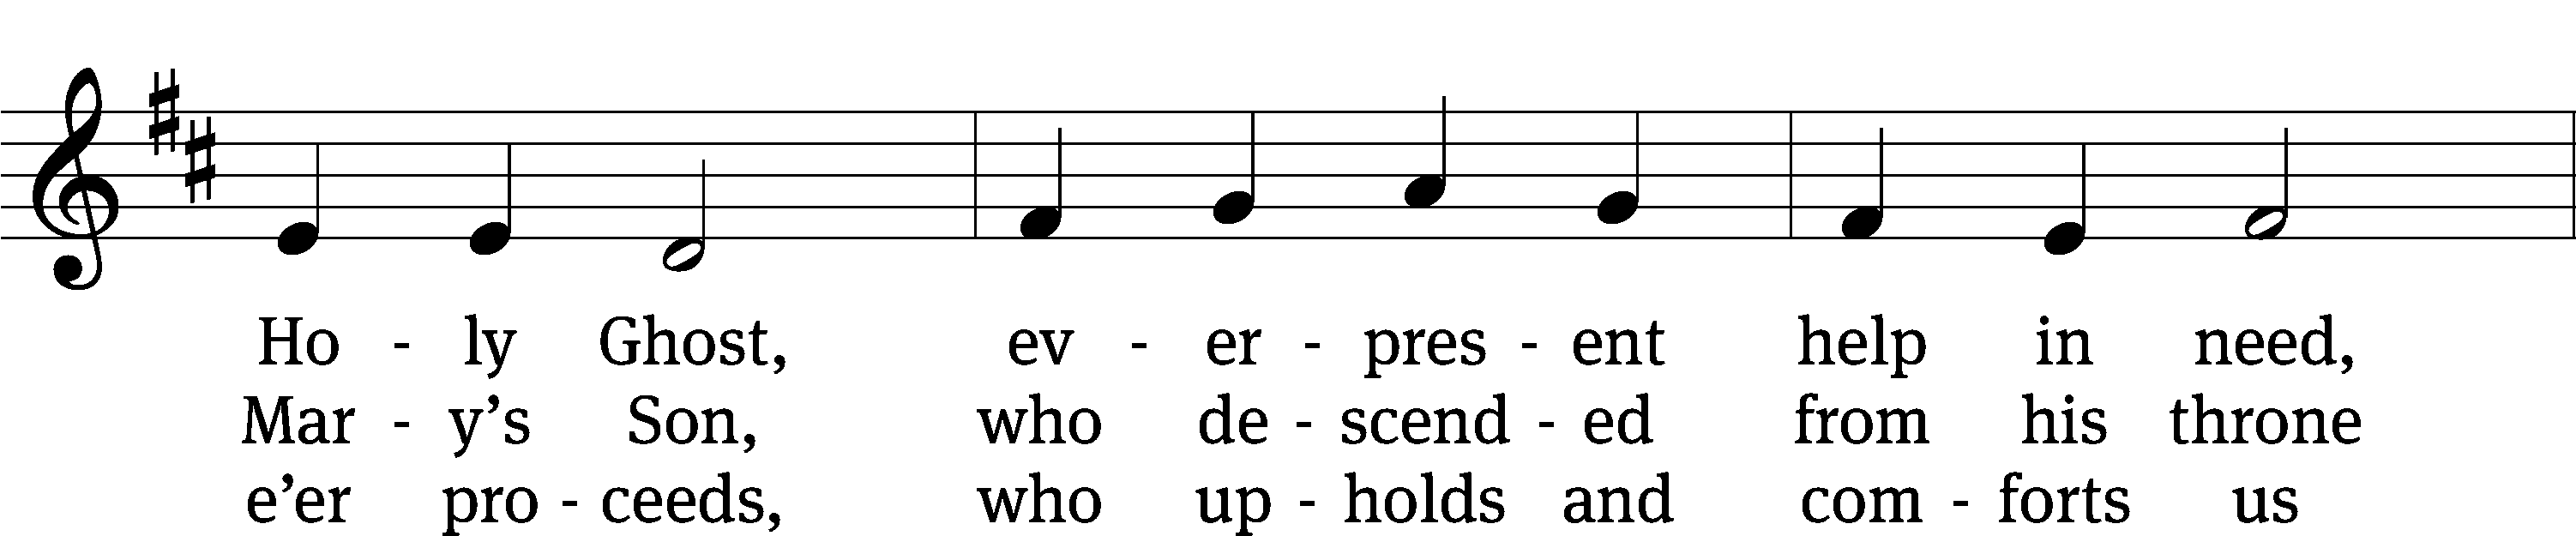 Ho - ly Ghost, ev - er - pres - ent help in need,
Mar - y’s Son, who de - scend - ed from his throne
e’er pro - ceeds, who up - holds and com - forts us